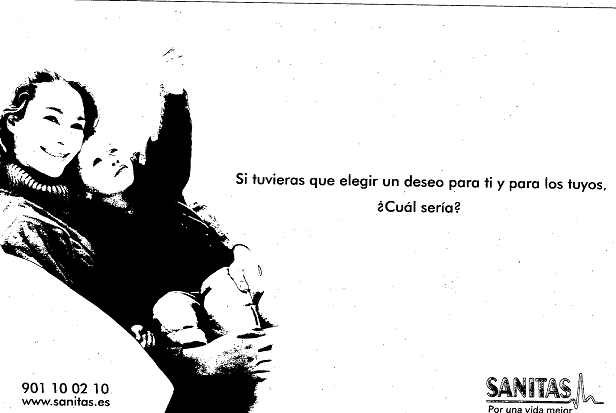 Si tuvieras que elegir un deseo para ti y para los tuyos,
¿Cuál sería?
901 10 02 10
www.sanitas.es
SANITAS
Por una vida mejor